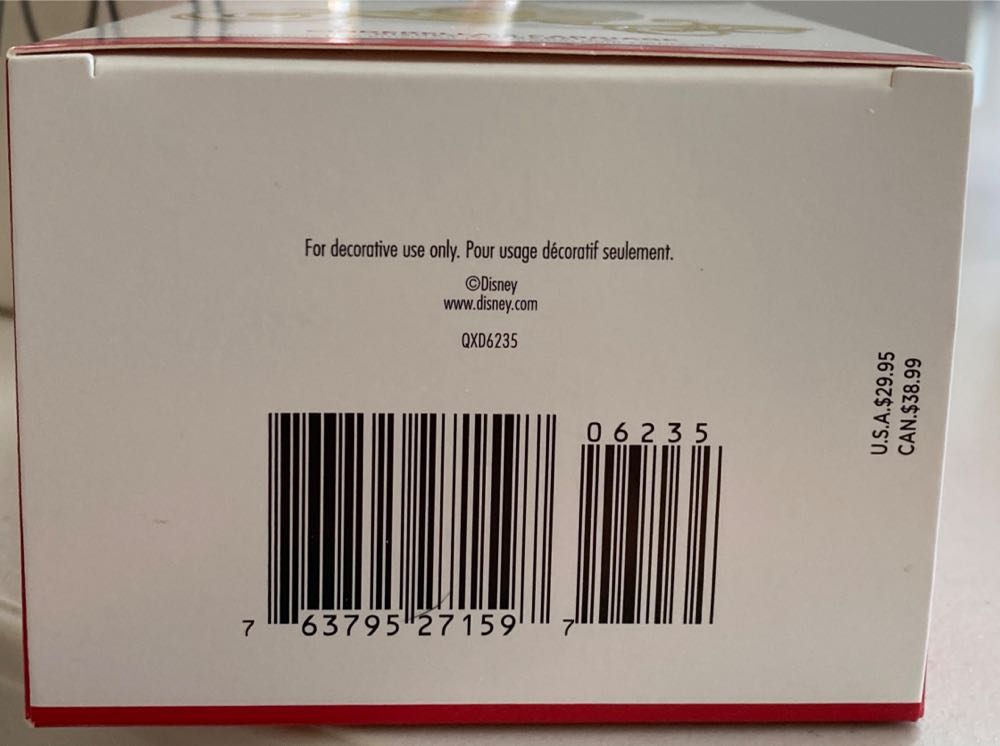 For decorative use only. Pour usage décoratif seulement.
©Disney
www.disney.com
QXD6235
U.S.A.$29.95
CAN.$38.99
06235
7 63795 27159 7